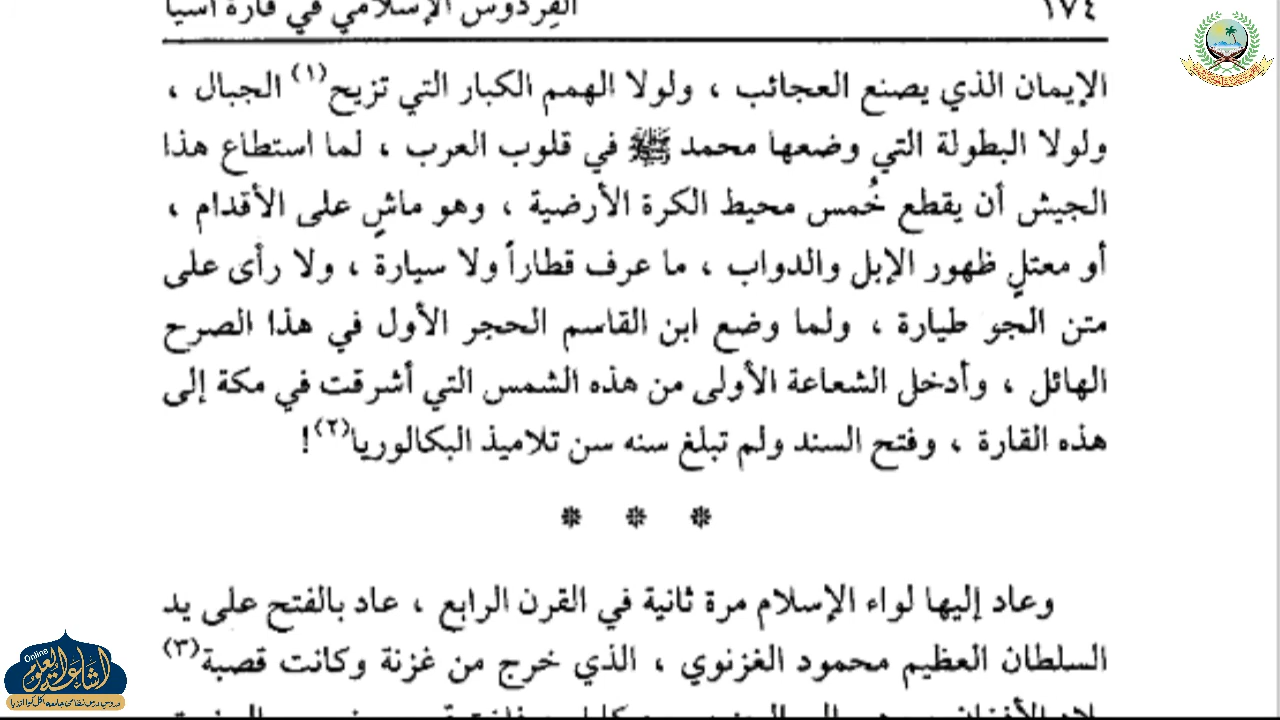 ١٧٤ الفِردوس الإسلامي في قارة آسيا
الإيمان الذي يصنع العجائب ، ولولا الهمم الكبار التي تزيح(١) الجبال ،
ولولا البطولة التي وضعها محمد ﷺ في قلوب العرب ، لما استطاع هذا
الجيش أن يقطع خُمس محيط الكرة الأرضية ، وهو ماشٍ على الأقدام ،
أو معتلٍ ظهور الإبل والدواب ، ما عرف قطاراً ولا سيارة ، ولا رأى على
متن الجو طيارة ، ولما وضع ابن القاسم الحجر الأول في هذا الصرح
الهائل ، وأدخل الشعاعة الأولى من هذه الشمس التي أشرقت في مكة إلى
هذه القارة ، وفتح السند ولم تبلغ سنه سن تلاميذ البكالوريا(٢) !
* * *
وعاد إليها لواء الإسلام مرة ثانية في القرن الرابع ، عاد بالفتح على يد
السلطان العظيم محمود الغزنوي ، الذي خرج من غزنة وكانت قصبة(٣)
Online